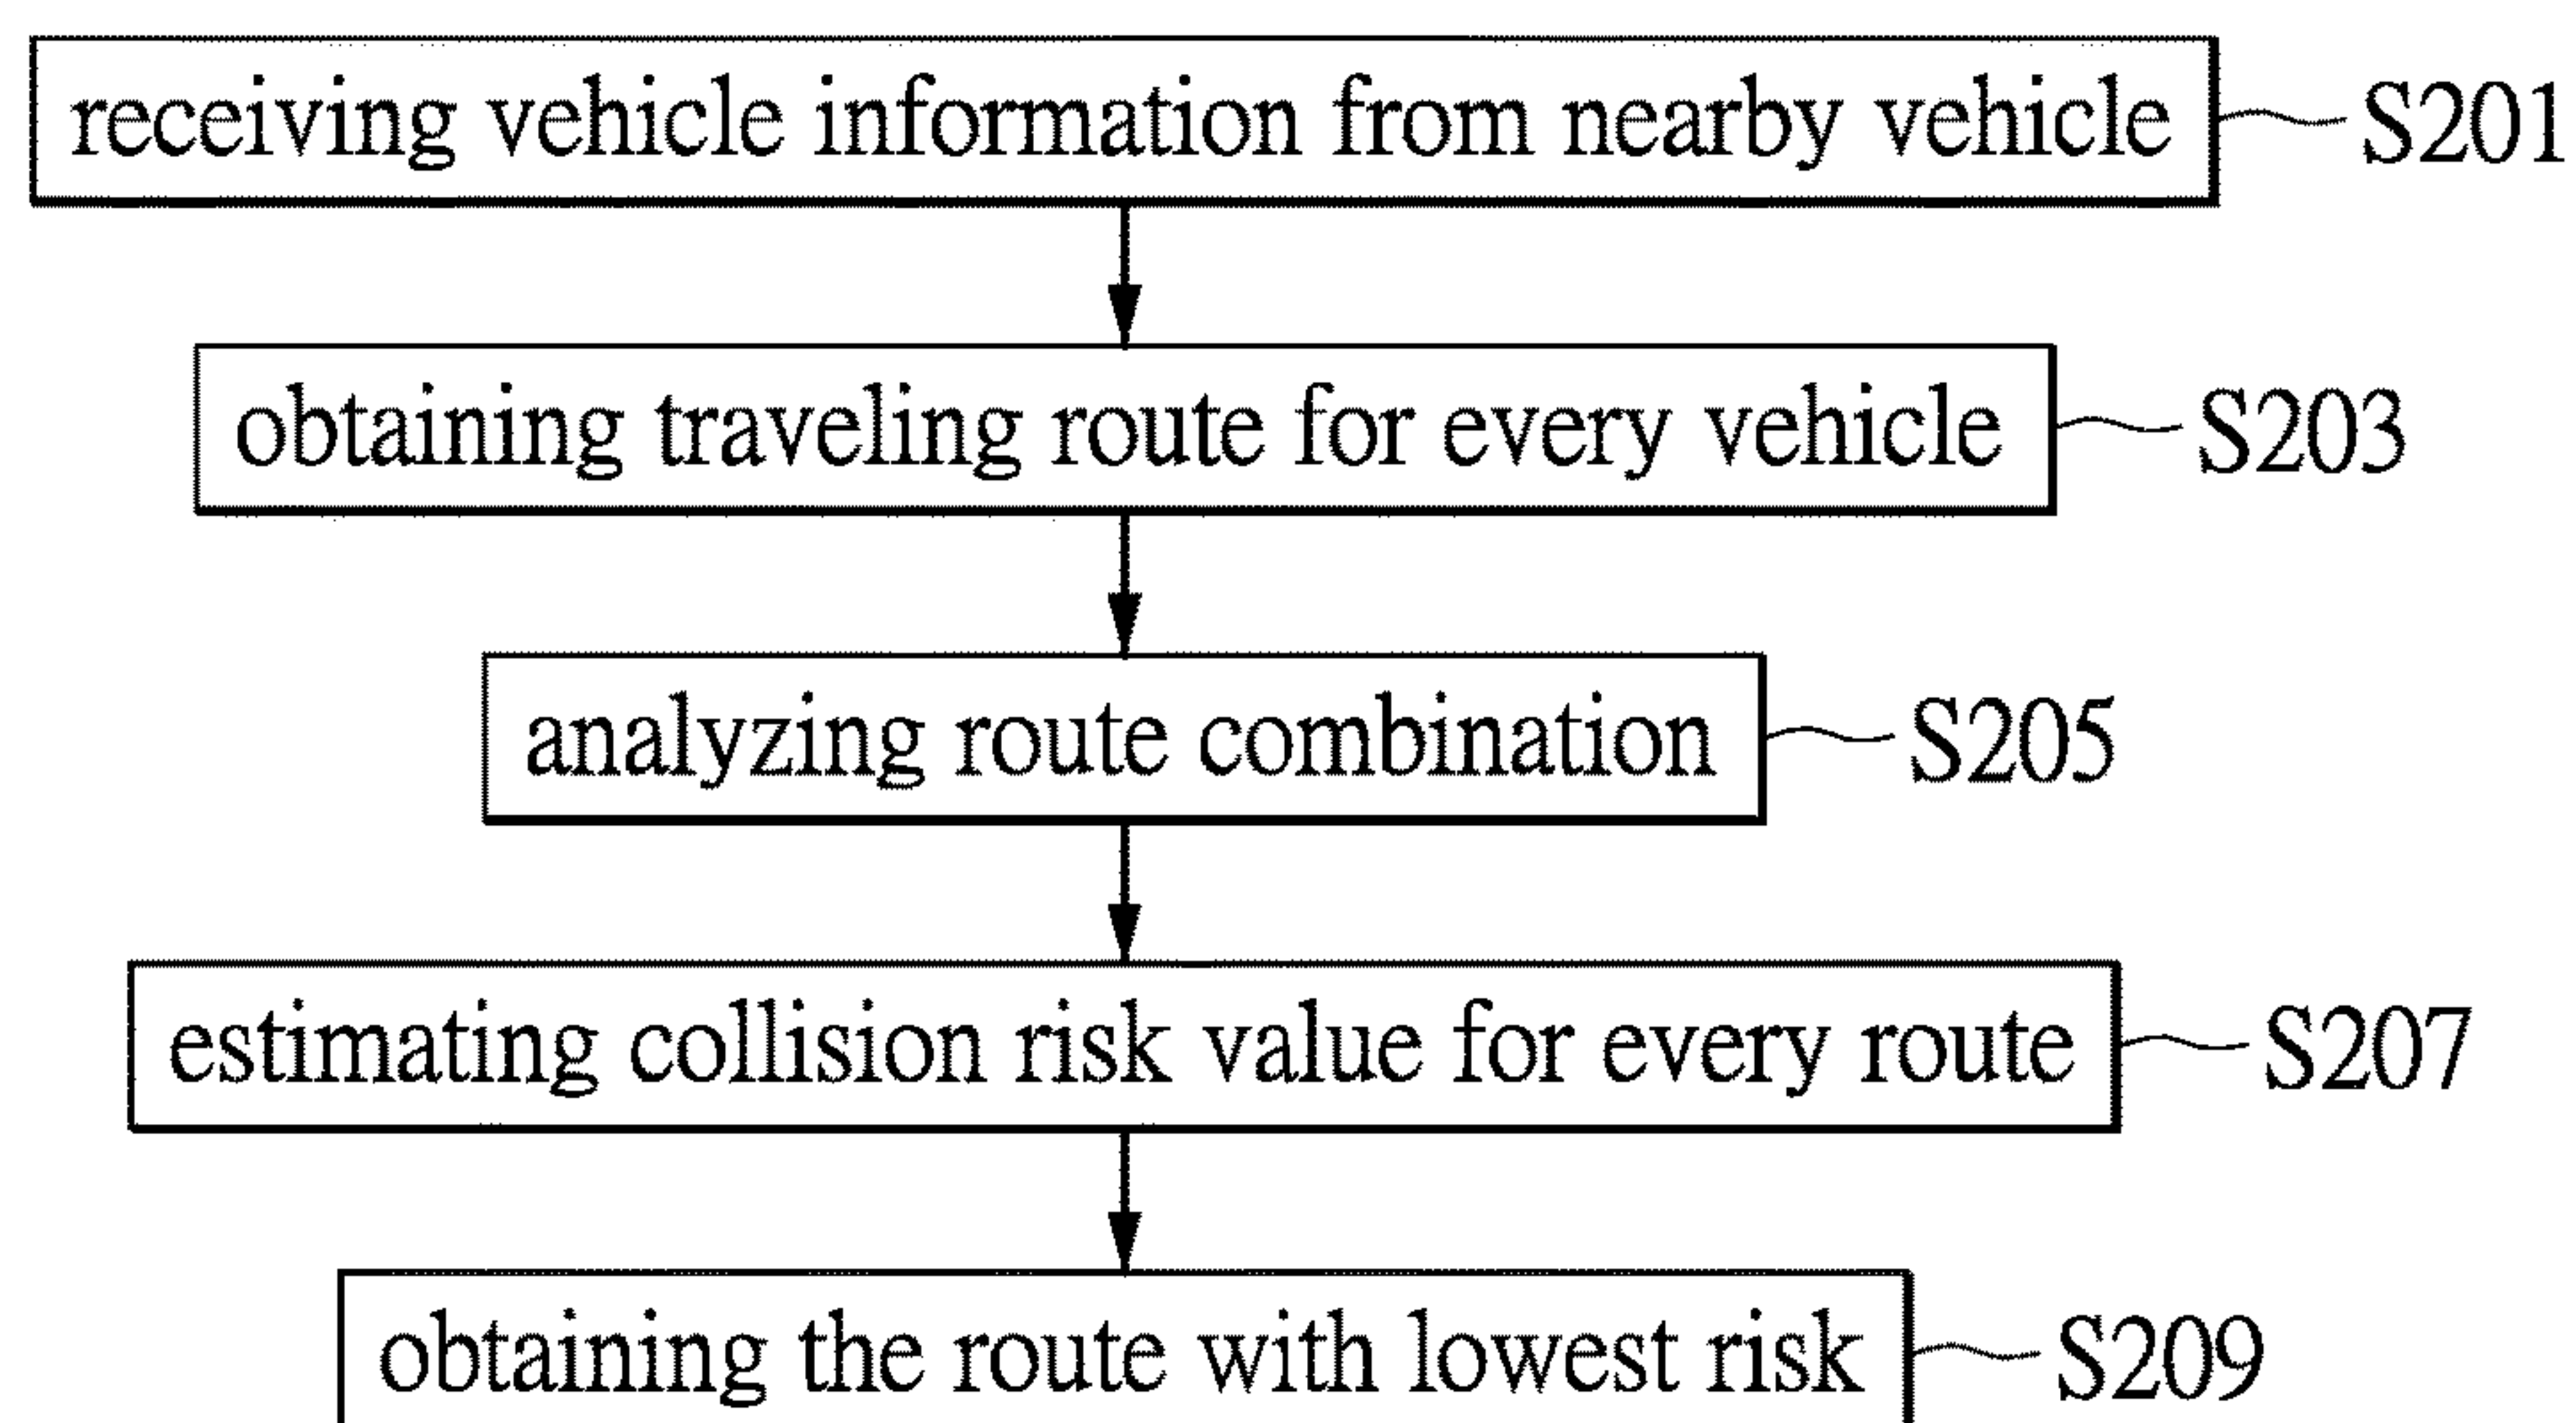 receiving vehicle information from nearby vehicle S201
obtaining traveling route for every vehicle S203
analyzing route combination S205
estimating collision risk value for every route S207
obtaining the route with lowest risk S209